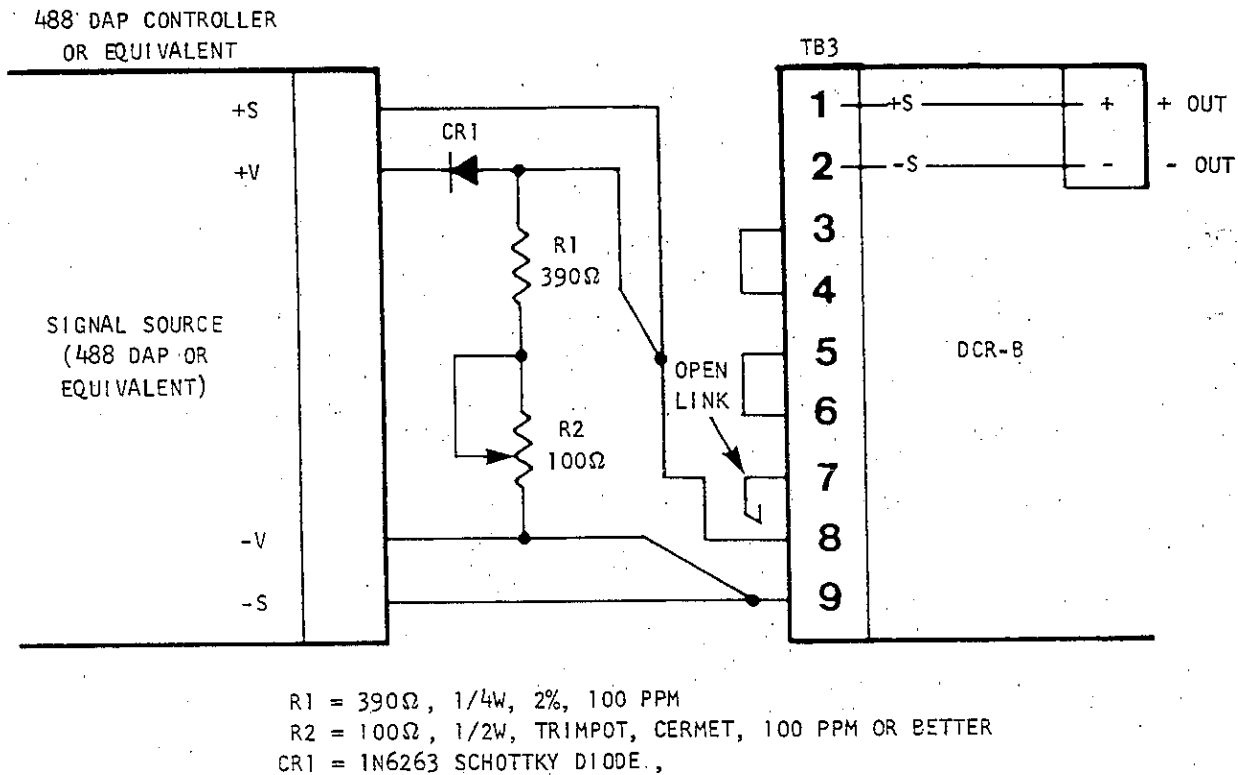 488 DAP CONTROLLER
OR EQUIVALENT
TB3
+S
CR1
+V
1
+S
+
+ OUT
2
-S
-
- OUT
R1
390Ω
3
4
SIGNAL SOURCE
(488 DAP OR
EQUIVALENT)
5
6
OPEN
LINK
DCR-B
R2
100Ω
7
8
9
-V
-S
R1 = 390Ω, 1/4W, 2%, 100 PPM
R2 = 100Ω, 1/2W, TRIMPOT, CERMET, 100 PPM OR BETTER
CR1 = 1N6263 SCHOTTKY DIODE.,